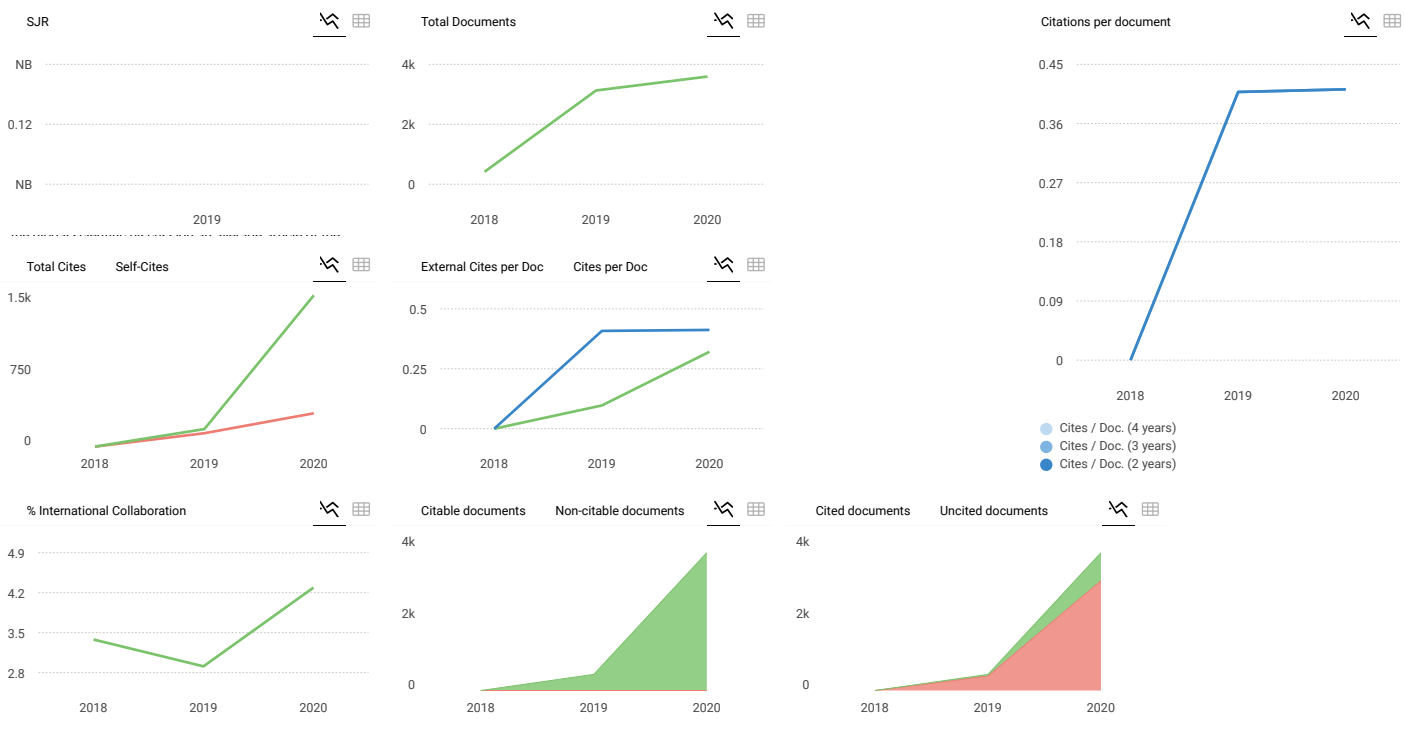 SJR
NB
0.12
NB
2019
Total Documents
4k
2k
0
2018 2019 2020
Citations per document
0.45
0.36
0.27
0.18
0.09
0
2018 2019 2020
Cites / Doc. (4 years)
Cites / Doc. (3 years)
Cites / Doc. (2 years)
Total Cites Self-Cites
1.5k
750
0
2018 2019 2020
External Cites per Doc Cites per Doc
0.5
0.25
0
2018 2019 2020
% International Collaboration
4.9
4.2
3.5
2.8
2018 2019 2020
Citable documents Non-citable documents
4k
2k
0
2018 2019 2020
Cited documents Uncited documents
4k
2k
0
2018 2019 2020